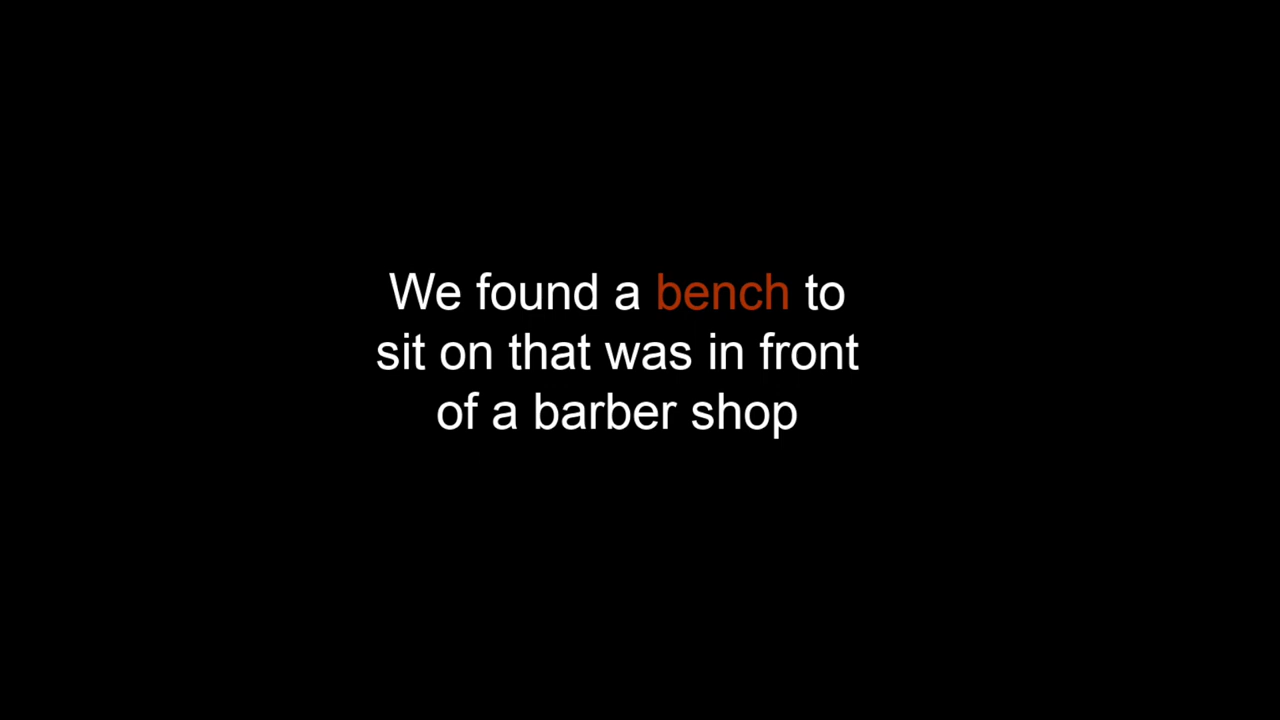 We found a bench to
sit on that was in front
of a barber shop